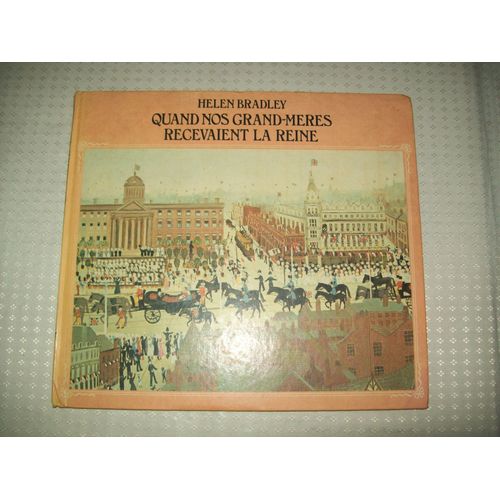 HELEN BRADLEY
QUAND NOS GRAND-MERES
RECEVAIENT LA REINE